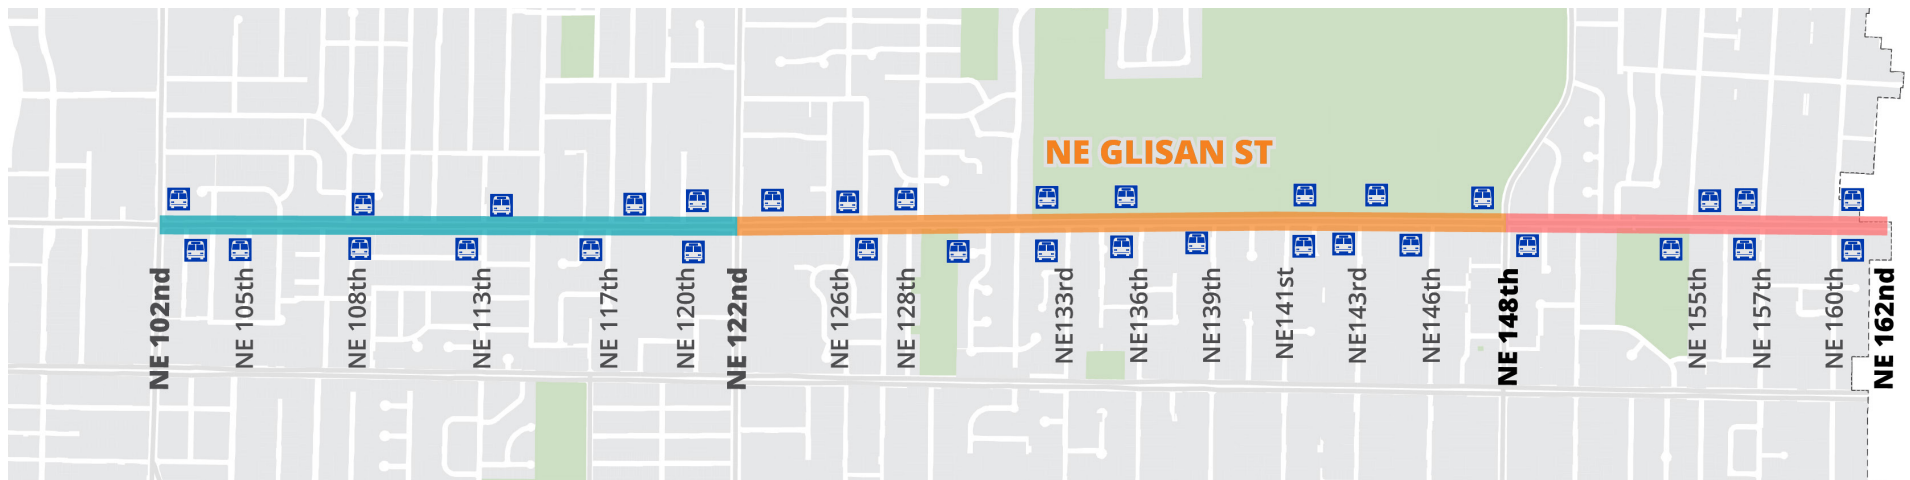 NE GLISAN ST
NE 102nd
NE 105th
NE 108th
NE 113th
NE 117th
NE 120th
NE 122nd
NE 126th
NE 128th
NE133rd
NE136th
NE139th
NE141st
NE143rd
NE146th
NE 148th
NE 155th
NE 157th
NE 160th
NE 162nd